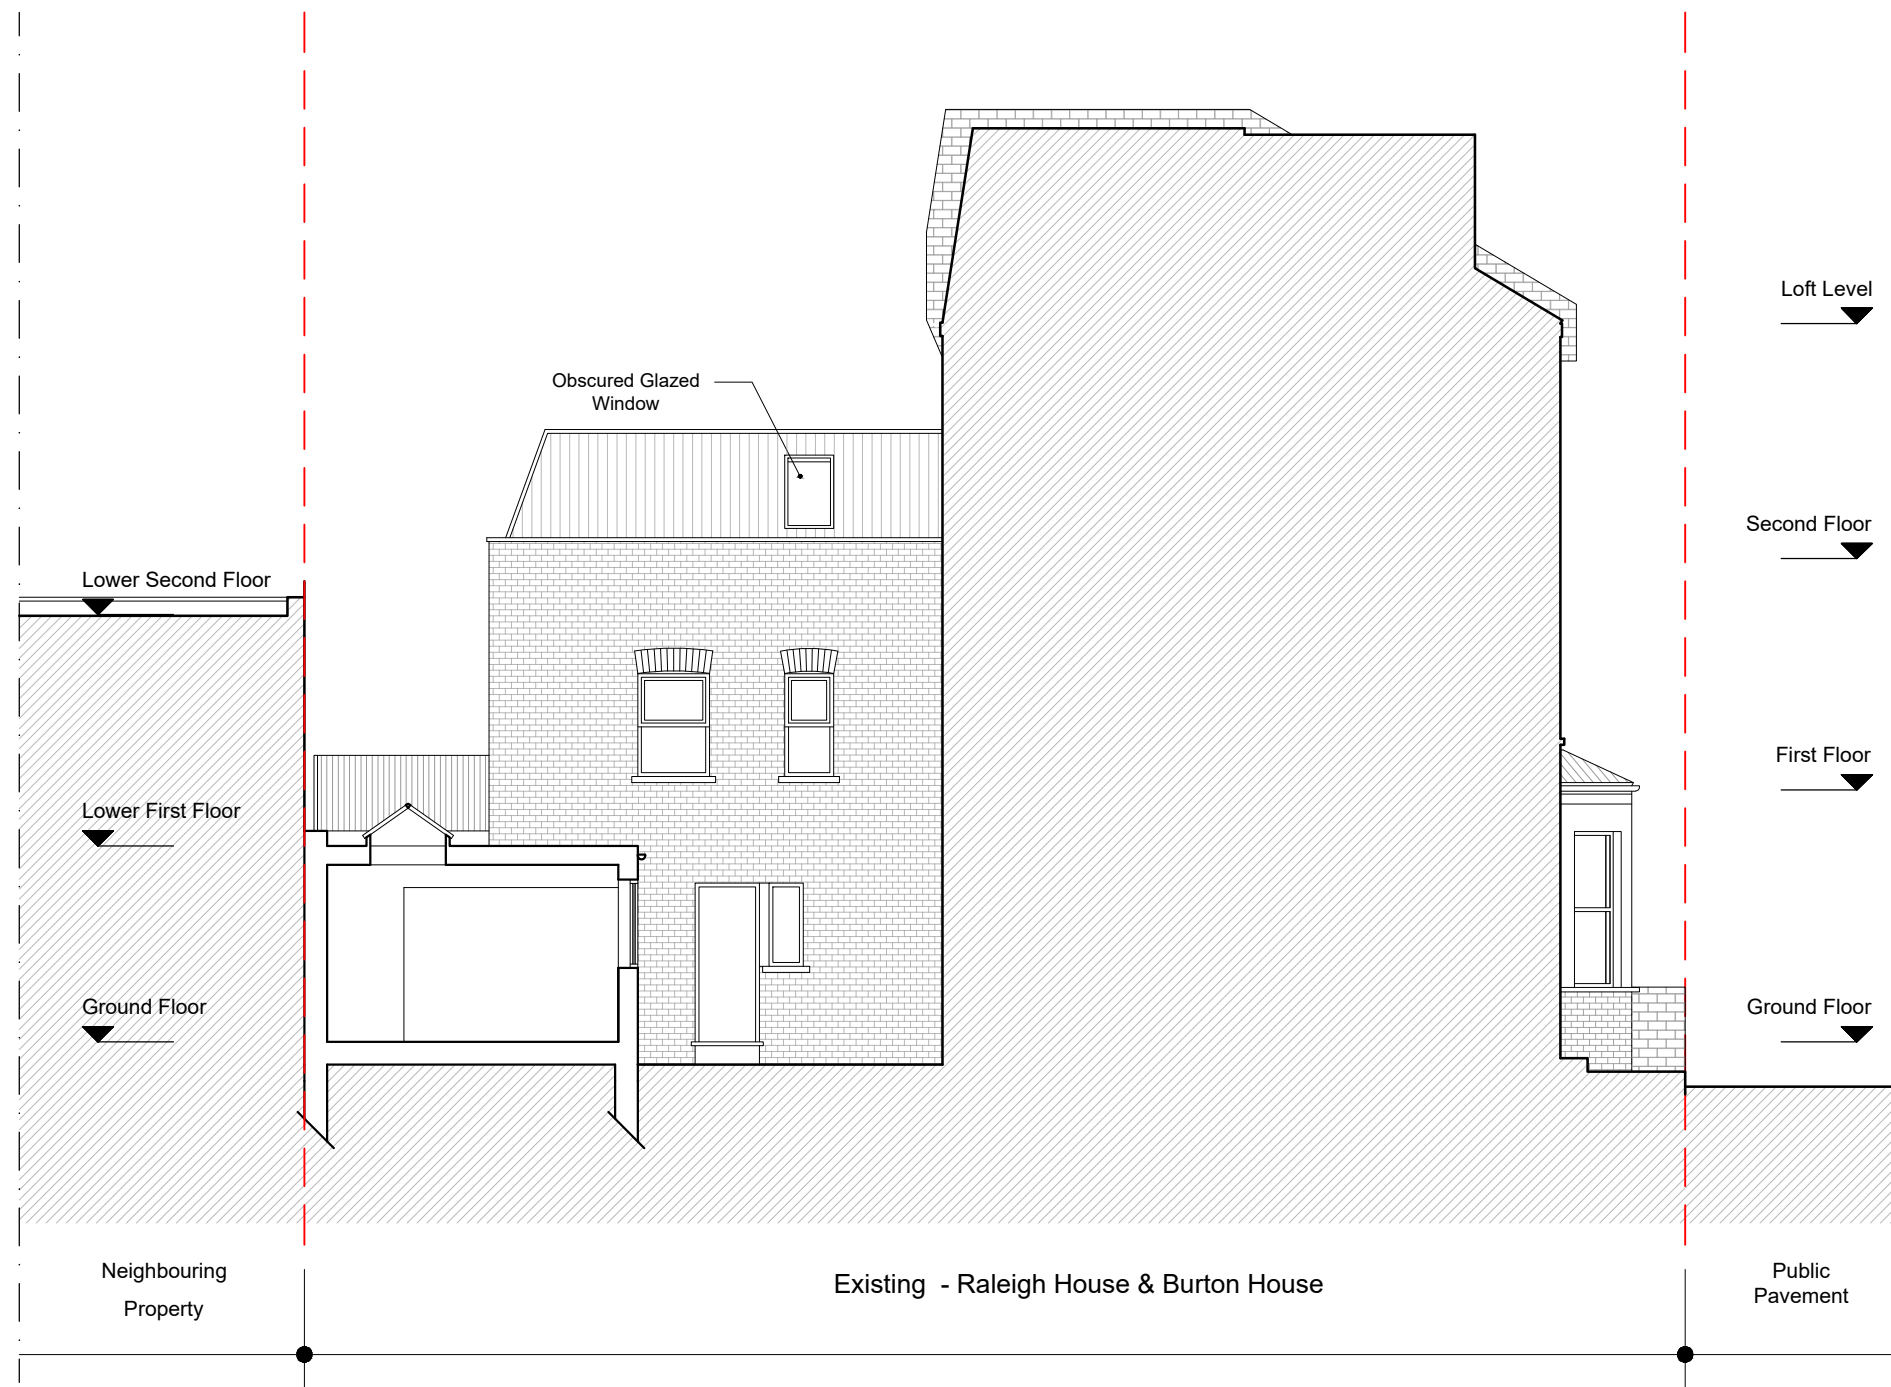 Loft Level
Obscured Glazed
Window
Second Floor
Lower Second Floor
First Floor
Lower First Floor
Ground Floor
Ground Floor
Neighbouring
Property
Existing - Raleigh House & Burton House
Public
Pavement